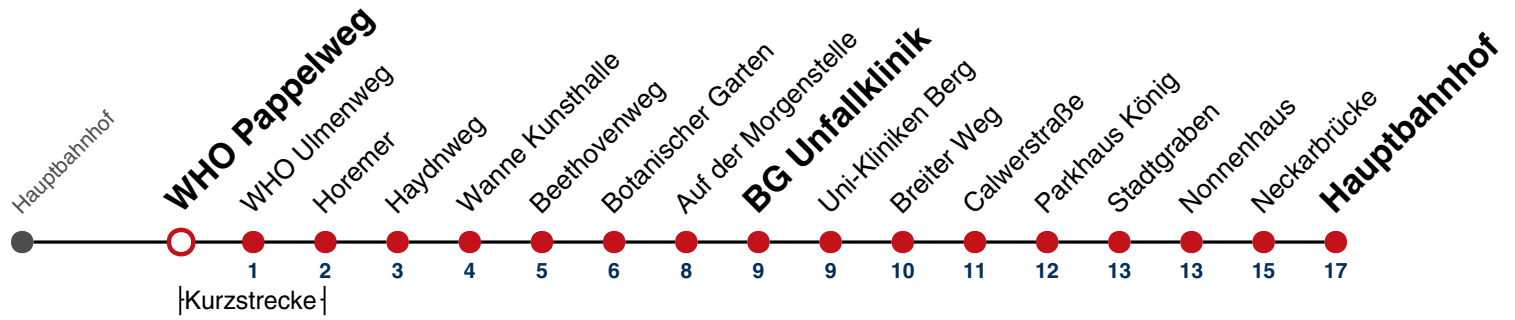 Hauptbahnhof
WHO Pappelweg
WHO Ulmenweg
Horemer
Haydnweg
Wanne Kunsthalle
Beethovenweg
Botanischer Garten
Auf der Morgenstelle
BG Unfallklinik
Uni-Kliniken Berg
Breiter Weg
Calwerstraße
Parkhaus König
Stadtgraben
Nonnenhaus
Neckarbrücke
Hauptbahnhof
1 2 3 4 5 6 8 9 9 10 11 12 13 13 15 17
Kurzstrecke